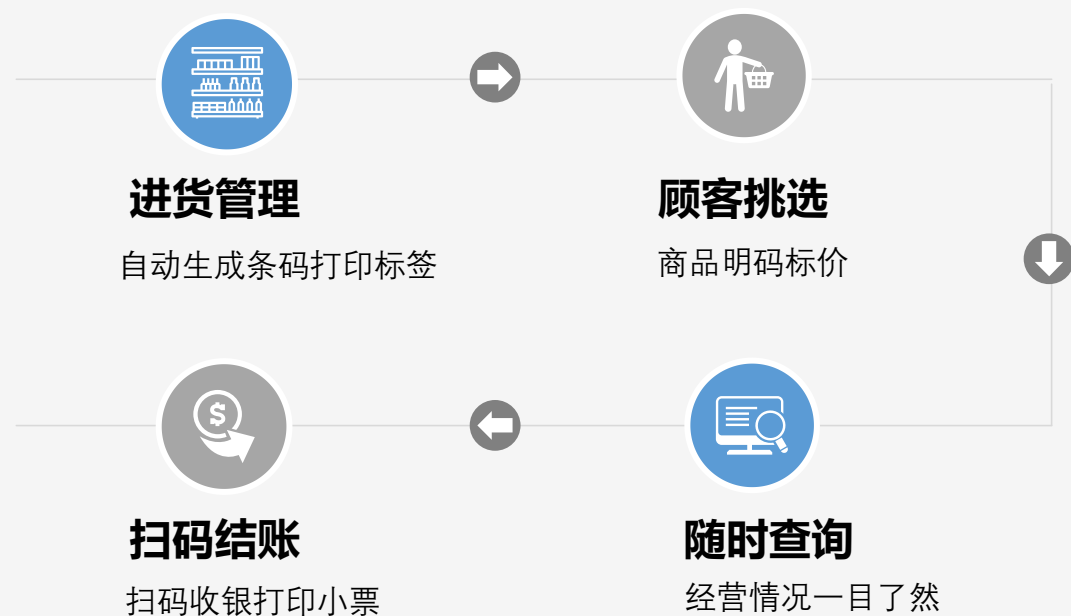 进货管理
自动生成条码打印标签
顾客挑选
商品明码标价
扫码结账
扫码收银打印小票
随时查询
经营情况一目了然